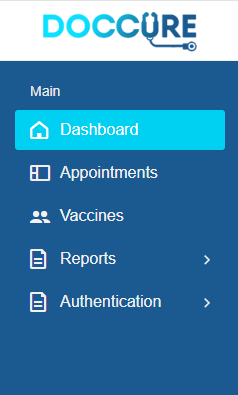 DOCCURE
Main
Dashboard
Appointments
Vaccines
Reports
Authentication